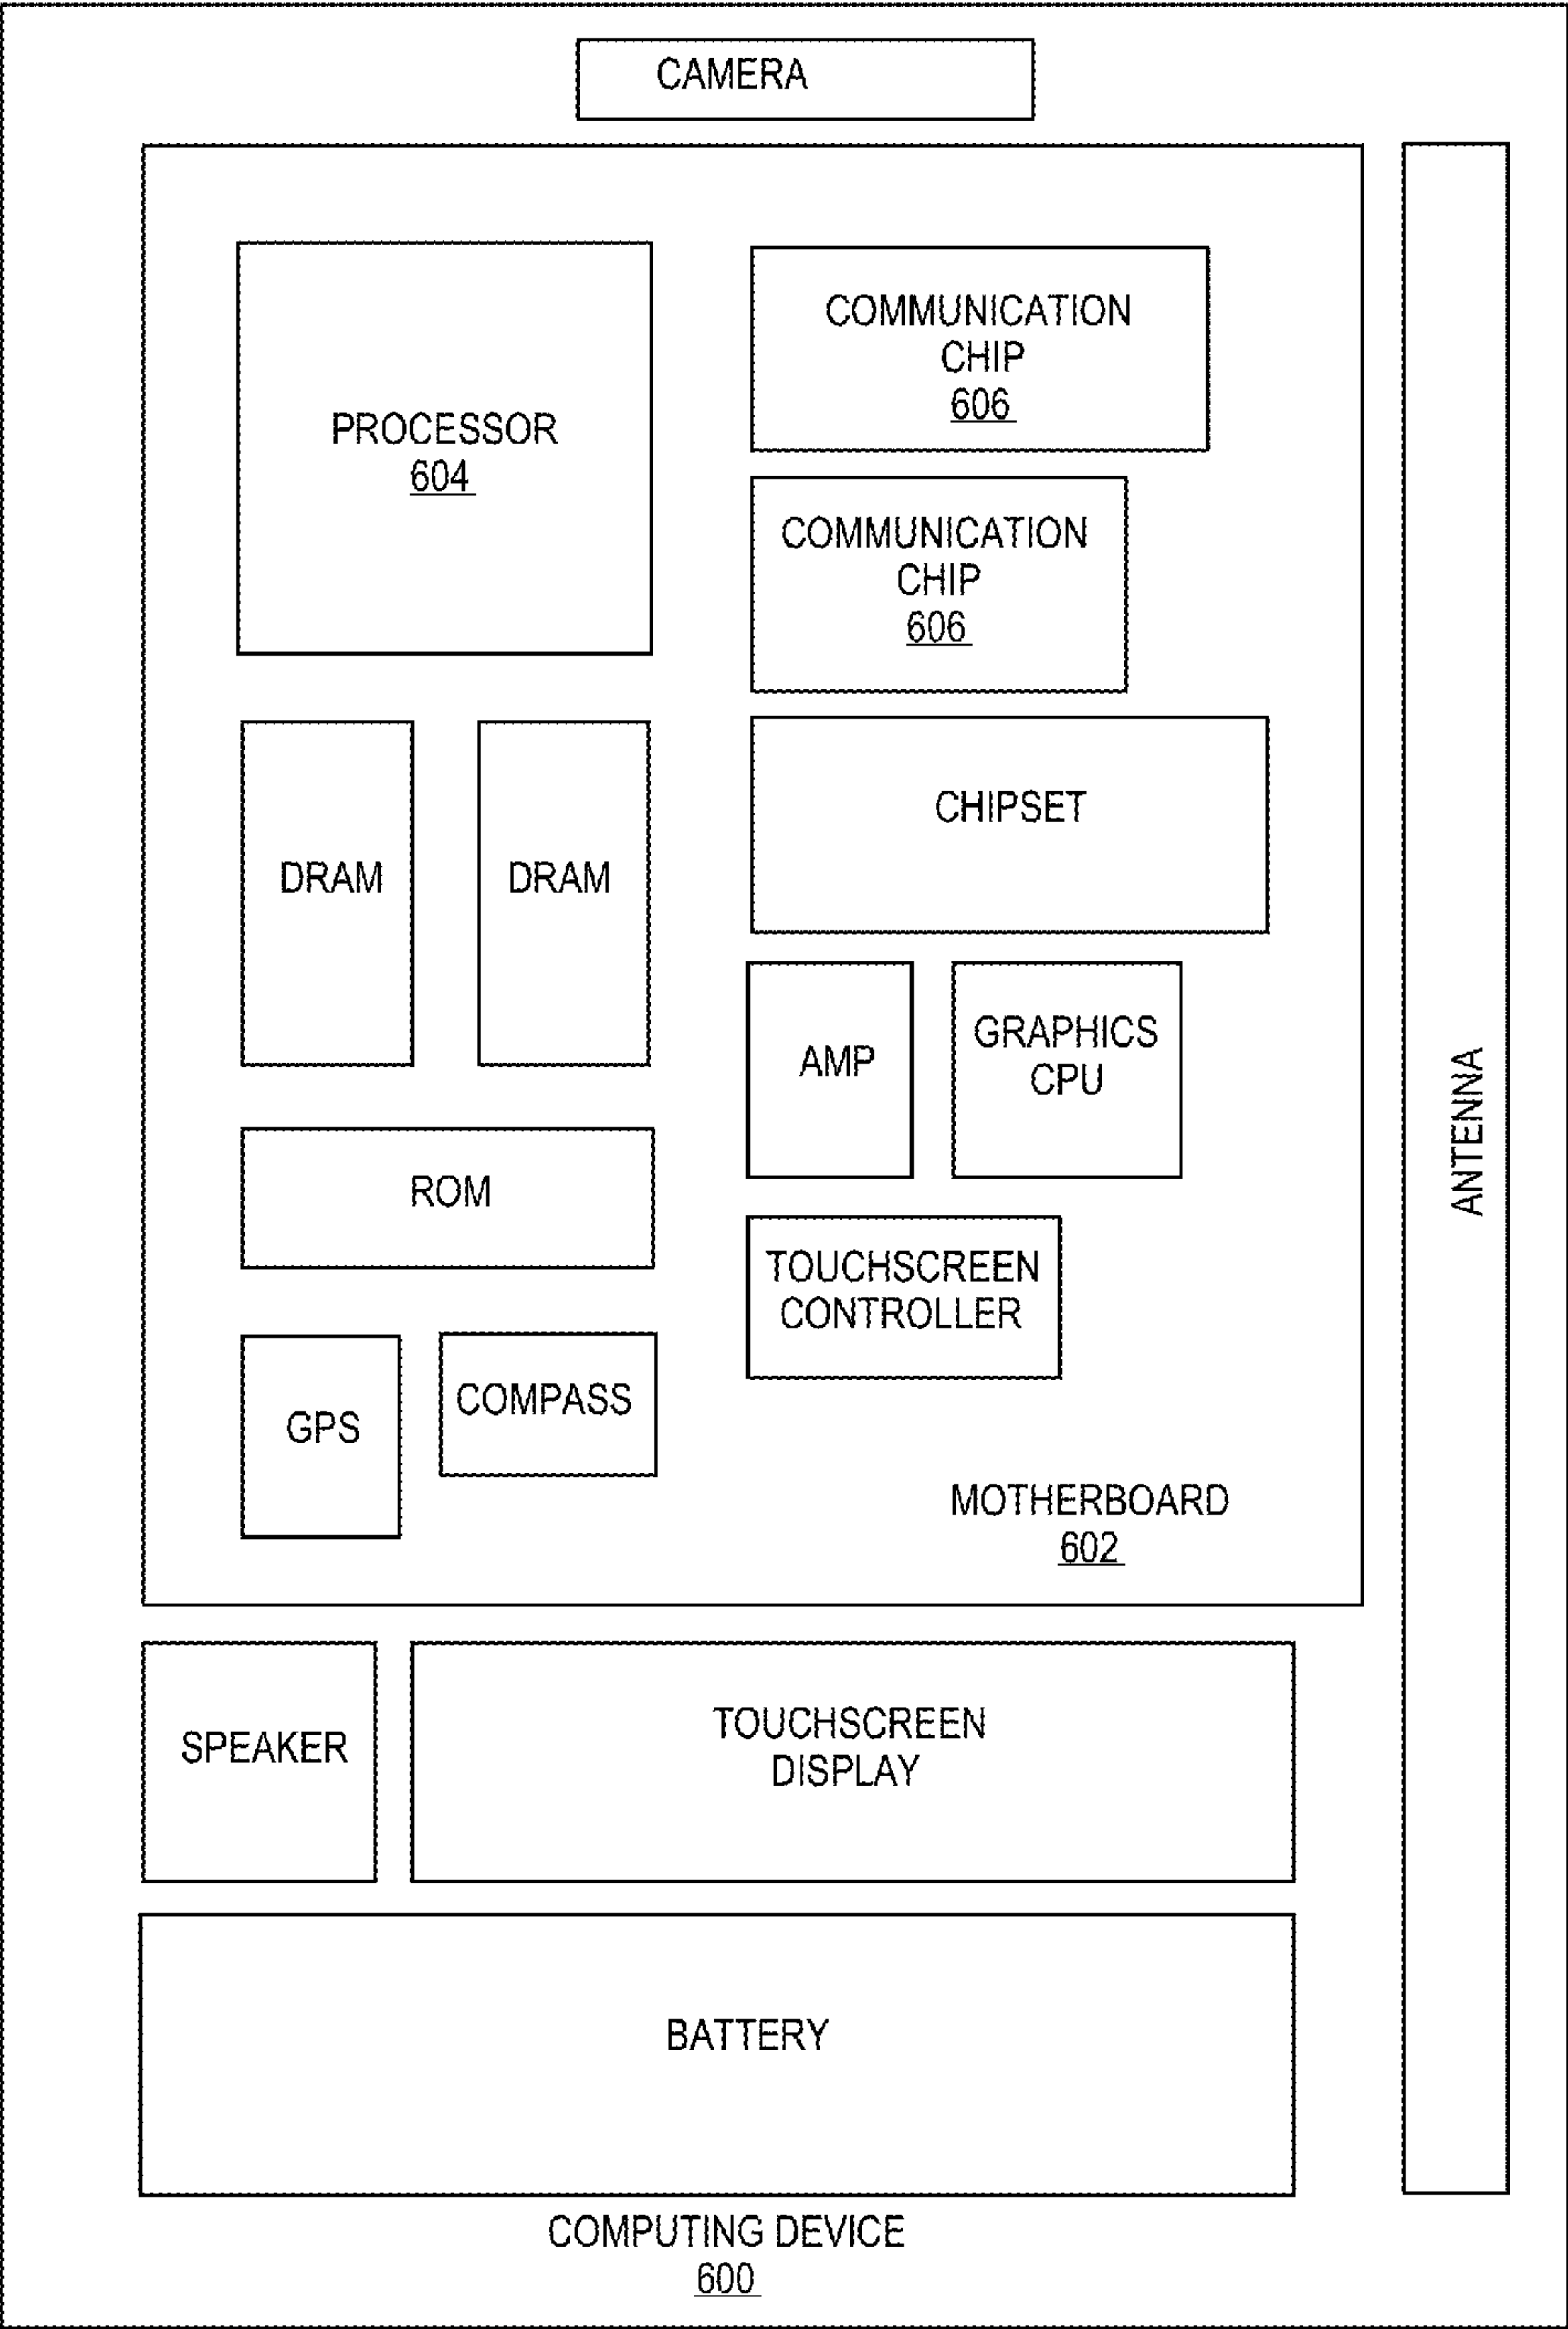 CAMERA
PROCESSOR
604
COMMUNICATION
CHIP
606
COMMUNICATION
CHIP
606
DRAM
DRAM
CHIPSET
AMP
GRAPHICS
CPU
ROM
TOUCHSCREEN
CONTROLLER
GPS
COMPASS
MOTHERBOARD
602
ANTENNA
SPEAKER
TOUCHSCREEN
DISPLAY
BATTERY
COMPUTING DEVICE
600